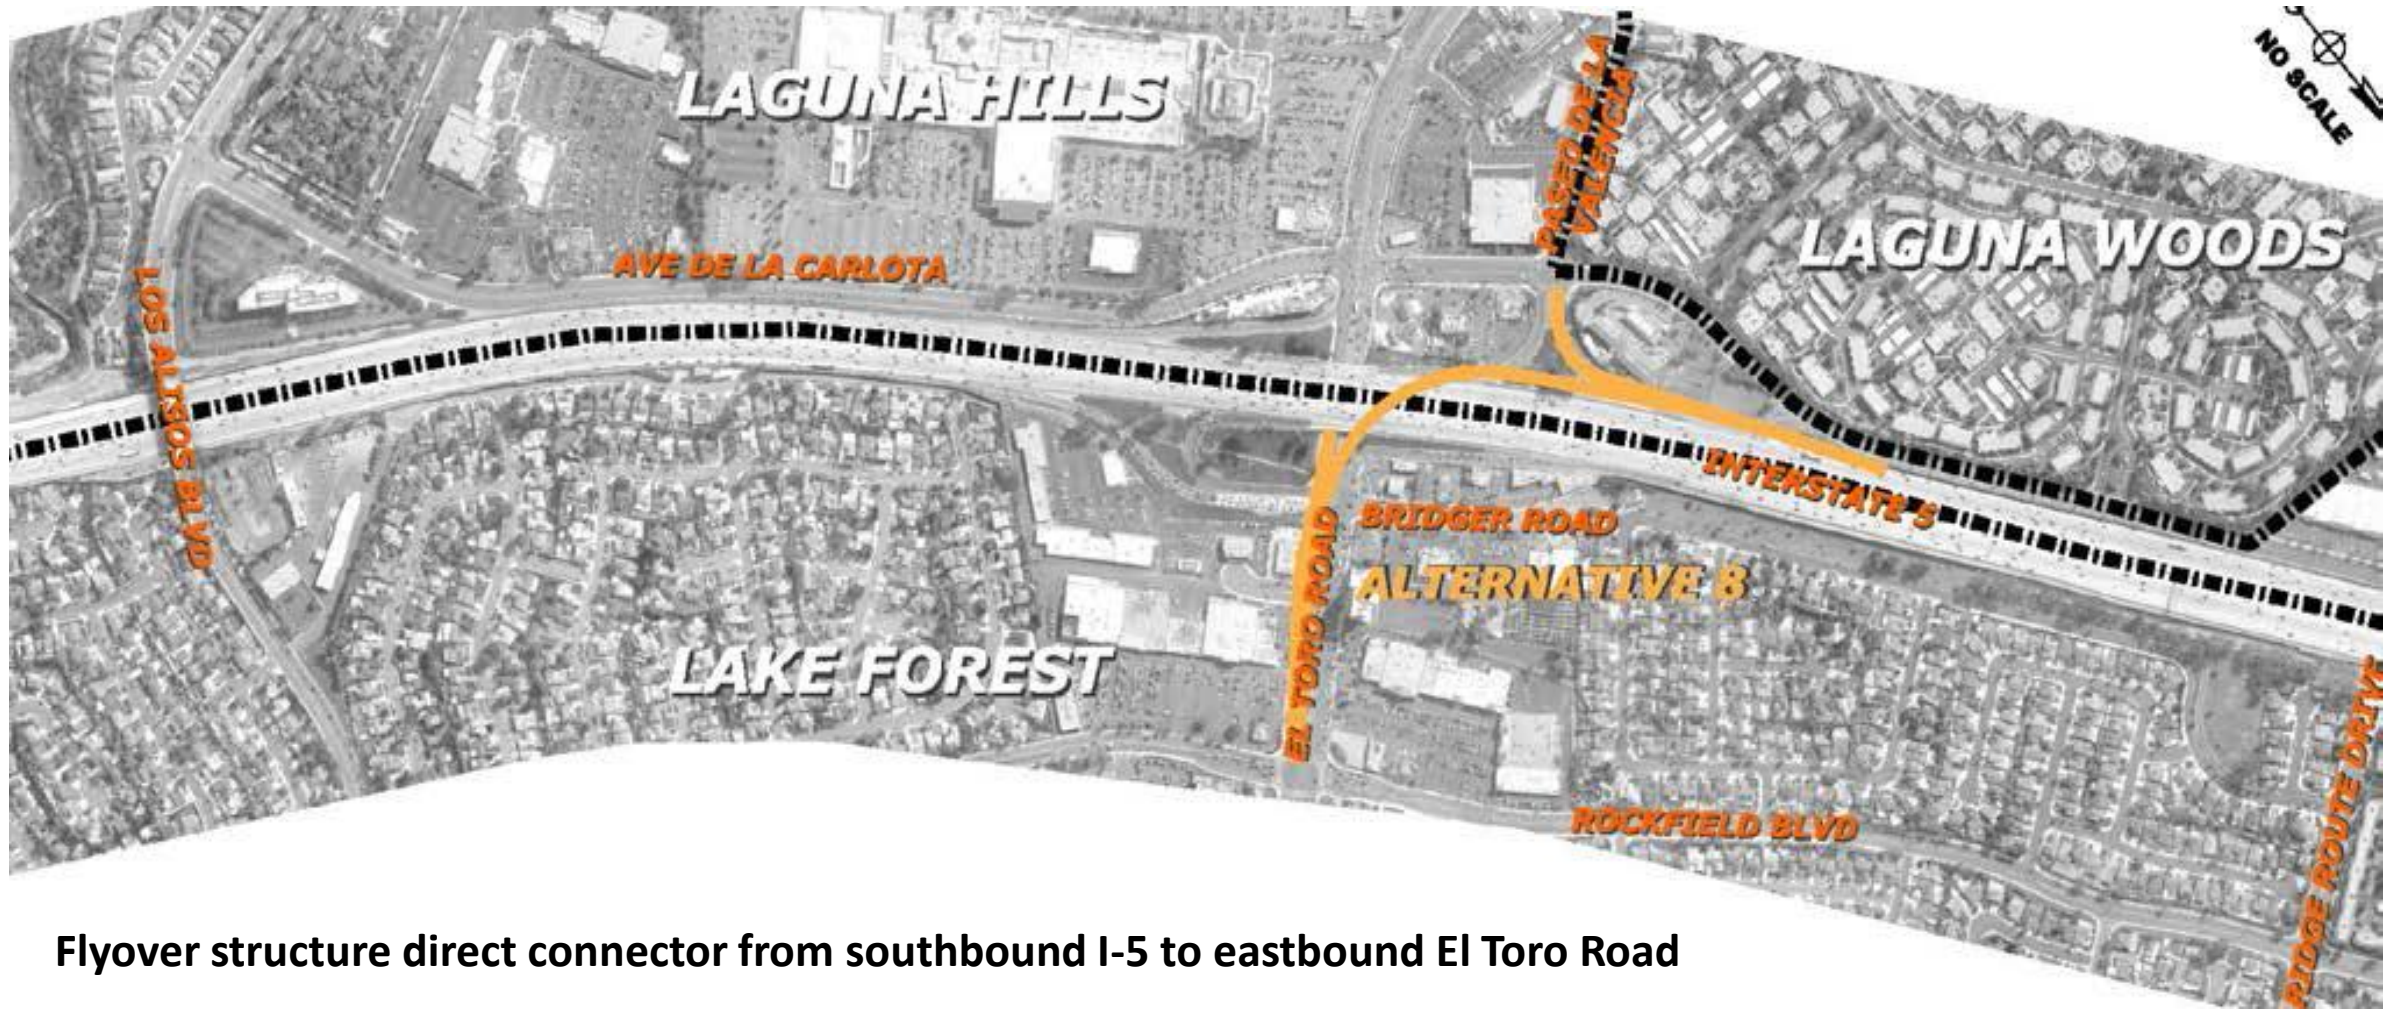 LAGUNA HILLS
PASEO DE LA
VALENCIA
NO SCALE
LAGUNA WOODS
AVE DE LA CARLOTA
LOS ALISOS BLVD
INTERSTATE 5
BRIDGER ROAD
ALTERNATIVE 8
EL TORO ROAD
LAKE FOREST
ROCKFIELD BLVD
RIDGE ROUTE DRIVE
Flyover structure direct connector from southbound I-5 to eastbound El Toro Road